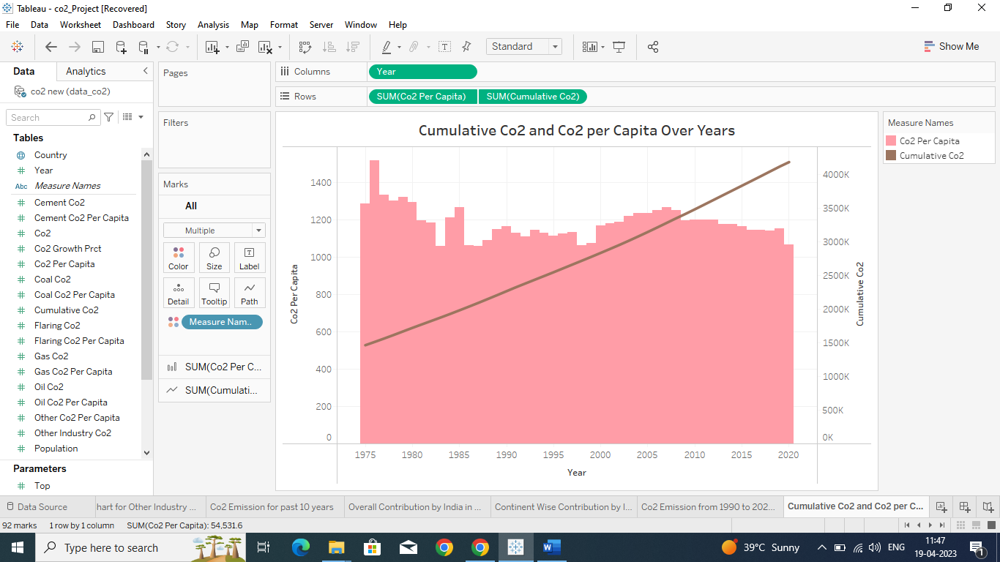 Tableau - co2_Project [Recovered]
File Data Worksheet Dashboard Story Analysis Map Format Server Window Help
Standard
Show Me
Data Analytics
co2 new (data_co2)
Search
Tables
Country
Year
Abc Measure Names
Cement Co2
Cement Co2 Per Capita
Co2
Co2 Growth Prct
Co2 Per Capita
Coal Co2
Coal Co2 Per Capita
Cumulative Co2
Flaring Co2
Flaring Co2 Per Capita
Gas Co2
Gas Co2 Per Capita
Oil Co2
Oil Co2 Per Capita
Other Co2 Per Capita
Other Industry Co2
Population
Parameters
Top
Pages
Filters
Marks
All
Multiple
Color Size Label
Detail Tooltip Path
Measure Nam..
SUM(Co2 Per C...
SUM(Cumulati...
Columns Year
Rows SUM(Co2 Per Capita) SUM(Cumulative Co2)
Cumulative Co2 and Co2 per Capita Over Years
Co2 Per Capita
1400
1200
1000
800
600
400
200
0
4000K
3500K
3000K
2500K
2000K
1500K
1000K
500K
0K
Cumulative Co2
1975 1980 1985 1990 1995 2000 2005 2010 2015 2020
Year
Measure Names
Co2 Per Capita
Cumulative Co2
Data Source hart for Other Industry ... Co2 Emission for past 10 years Overall Contribution by India in ... Continent Wise Contribution by I... Co2 Emission from 1990 to 202... Cumulative Co2 and Co2 per C...
92 marks 1 row by 1 column SUM(Co2 Per Capita): 54,531.6
Type here to search
W
39°C Sunny
ENG
11:47
19-04-2023
1